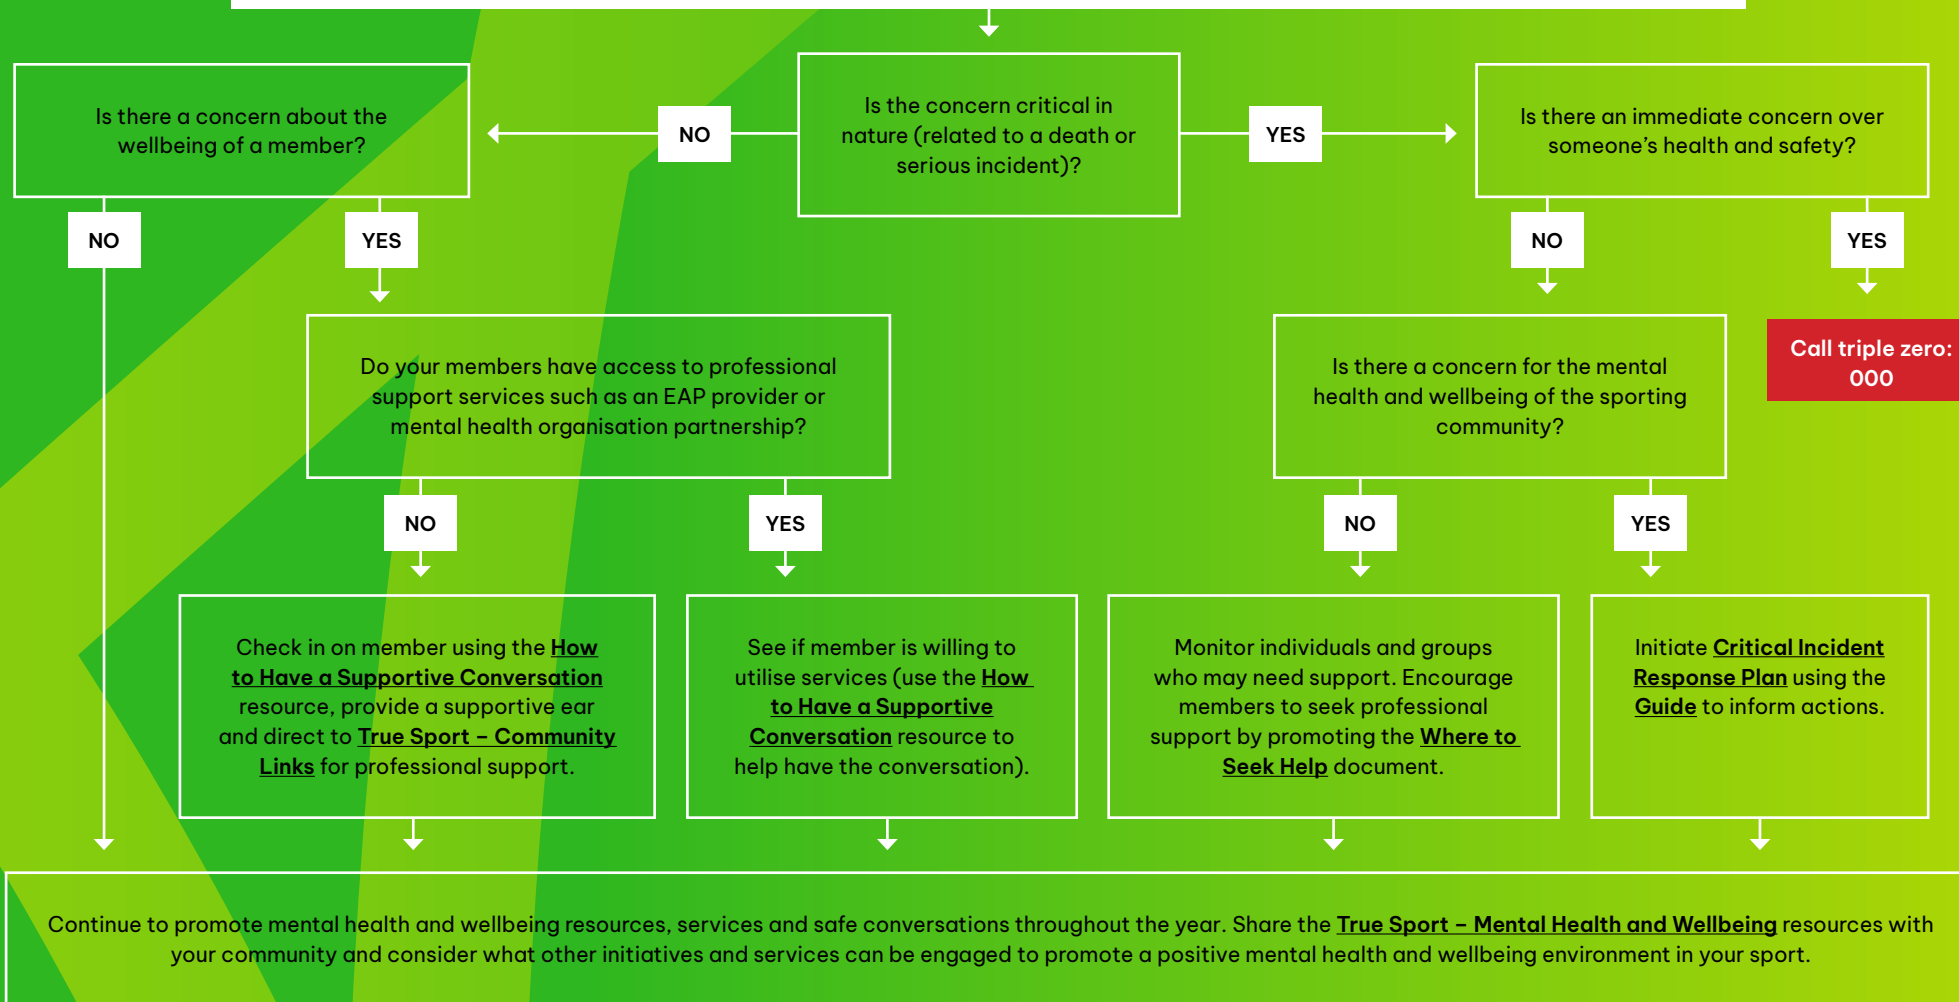 Is the concern critical in
nature (related to a death or
serious incident)?
NO
YES
Is there a concern about the
wellbeing of a member?
NO
YES
Is there an immediate concern over
someone's health and safety?
NO
YES
Call triple zero:
000
Do your members have access to professional
support services such as an EAP provider or
mental health organisation partnership?
NO
YES
Is there a concern for the mental
health and wellbeing of the sporting
community?
NO
YES
Check in on member using the How
to Have a Supportive Conversation
resource, provide a supportive ear
and direct to True Sport – Community
Links for professional support.
See if member is willing to
utilise services (use the How
to Have a Supportive
Conversation resource to
help have the conversation).
Monitor individuals and groups
who may need support. Encourage
members to seek professional
support by promoting the Where to
Seek Help document.
Initiate Critical Incident
Response Plan using the
Guide to inform actions.
Continue to promote mental health and wellbeing resources, services and safe conversations throughout the year. Share the True Sport – Mental Health and Wellbeing resources with
your community and consider what other initiatives and services can be engaged to promote a positive mental health and wellbeing environment in your sport.